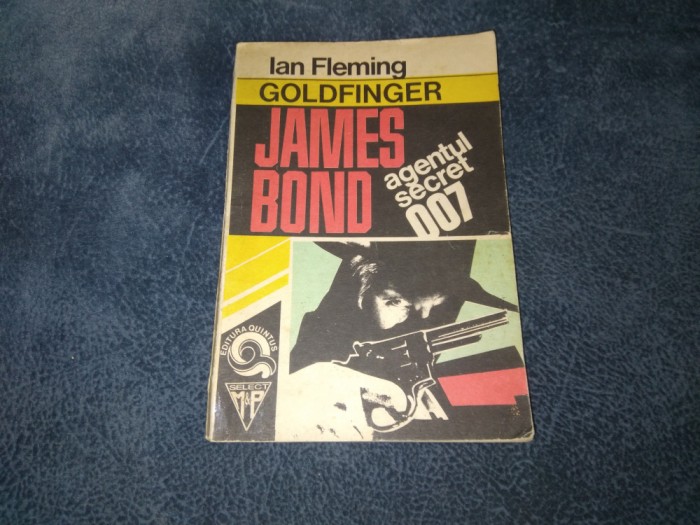 Ian Fleming
GOLDFINGER
JAMES
BOND
agentul
secret
007
EDITURA QUINTUS
SELECT
M&P